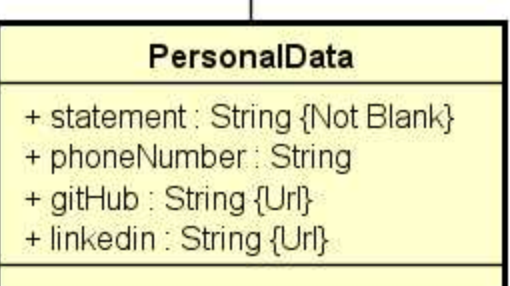 PersonalData
+ statement : String {Not Blank}
+ phoneNumber : String
+ gitHub : String {Url}
+ linkedin : String {Url}